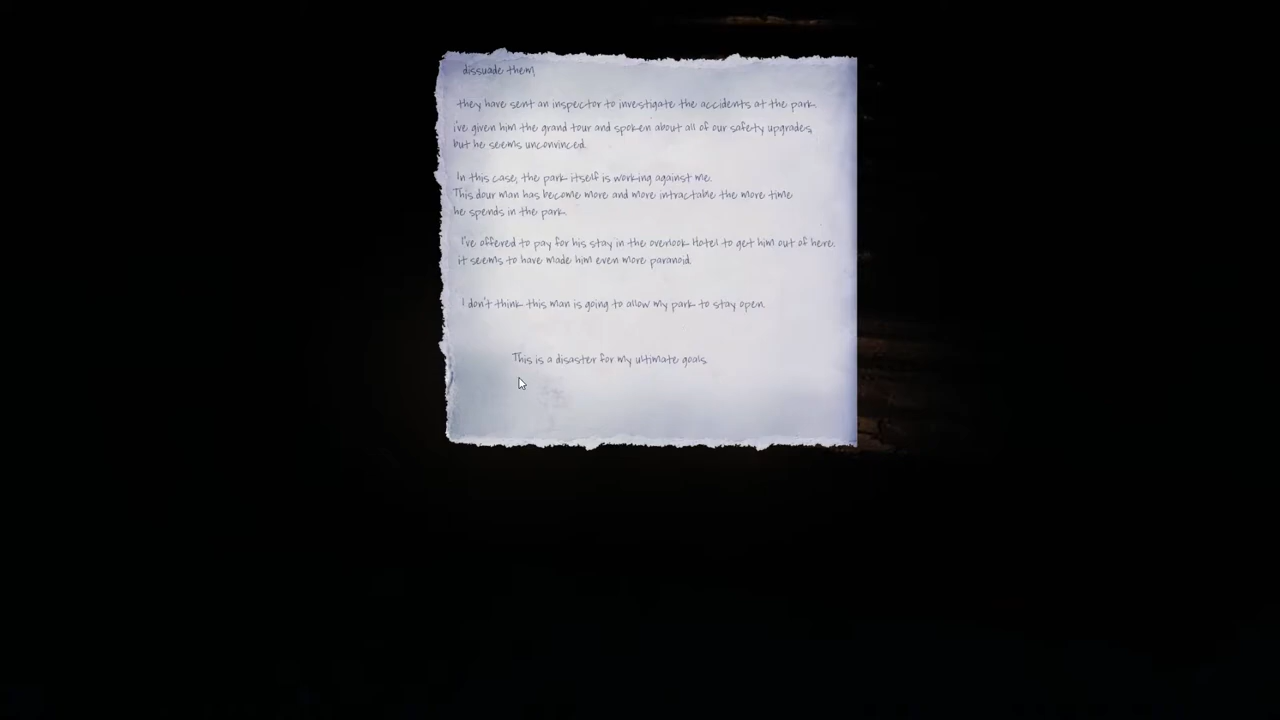 dissuade them,
they have sent an inspector to investigate the accidents at the park.
i've given him the grand tour and spoken about all of our safety upgrades,
but he seems unconvinced.
In this case, the park itself is working against me.
This dour man has become more and more intractable the more time
he spends in the park.
I've offered to pay for his stay in the overlook Hotel to get him out of here.
it seems to have made him even more paranoid.
I don't think this man is going to allow my park to stay open.
This is a disaster for my ultimate goals.